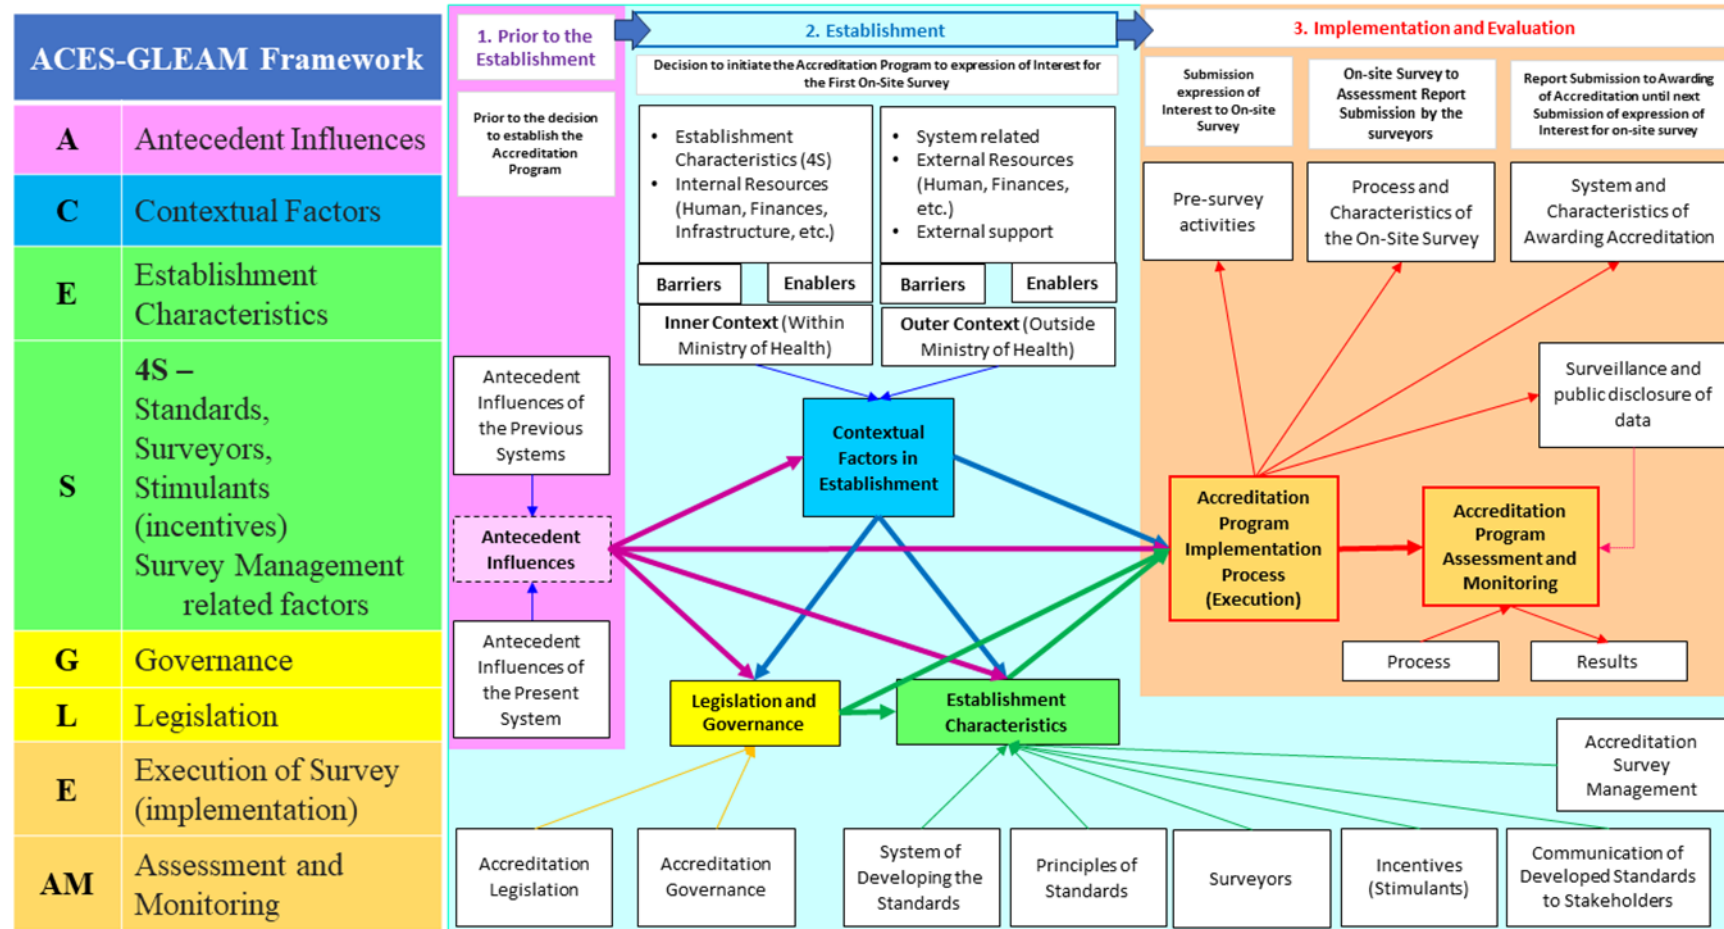 ACES-GLEAM Framework
A
Antecedent Influences
C
Contextual Factors
E
Establishment
Characteristics
S
4S –
Standards,
Surveyors,
Stimulants
(incentives)
Survey Management
related factors
G
Governance
L
Legislation
E
Execution of Survey
(implementation)
AM
Assessment and
Monitoring
1. Prior to the
Establishment
Prior to the decision
to establish the
Accreditation
Program
Antecedent
Influences of
the Previous
Systems
Antecedent
Influences
Antecedent
Influences of
the Present
System
2. Establishment
Decision to initiate the Accreditation Program to expression of Interest for
the First On-Site Survey
• Establishment
Characteristics (4S)
• Internal Resources
(Human, Finances,
Infrastructure, etc.)
Barriers
Enablers
Inner Context (Within
Ministry of Health)
• System related
• External Resources
(Human, Finances,
etc.)
• External support
Barriers
Enablers
Outer Context (Outside
Ministry of Health)
Contextual
Factors in
Establishment
Legislation and
Governance
Establishment
Characteristics
3. Implementation and Evaluation
Submission
expression of
Interest to On-site
Survey
On-site Survey to
Assessment Report
Submission by the
surveyors
Report Submission to Awarding
of Accreditation until next
Submission of expression of
Interest for on-site survey
Pre-survey
activities
Process and
Characteristics of
the On-Site Survey
System and
Characteristics of
Awarding Accreditation
Surveillance and
public disclosure of
data
Accreditation
Program
Implementation
Process
(Execution)
Accreditation
Program
Assessment and
Monitoring
Process
Results
Accreditation
Survey
Management
Accreditation
Legislation
Accreditation
Governance
System of
Developing the
Standards
Principles of
Standards
Surveyors
Incentives
(Stimulants)
Communication of
Developed Standards
to Stakeholders